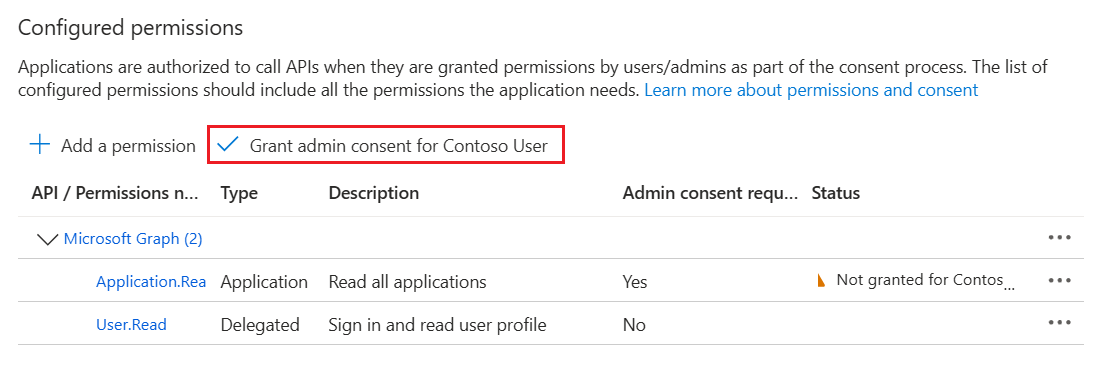 Configured permissions
Applications are authorized to call APIs when they are granted permissions by users/admins as part of the consent process. The list of
configured permissions should include all the permissions the application needs. Learn more about permissions and consent
Add a permission Grant admin consent for Contoso User
API / Permissions n... Type Description Admin consent requ... Status
Microsoft Graph (2) ...
Application.Rea Application Read all applications Yes Not granted for Contos... ...
User.Read Delegated Sign in and read user profile No ...